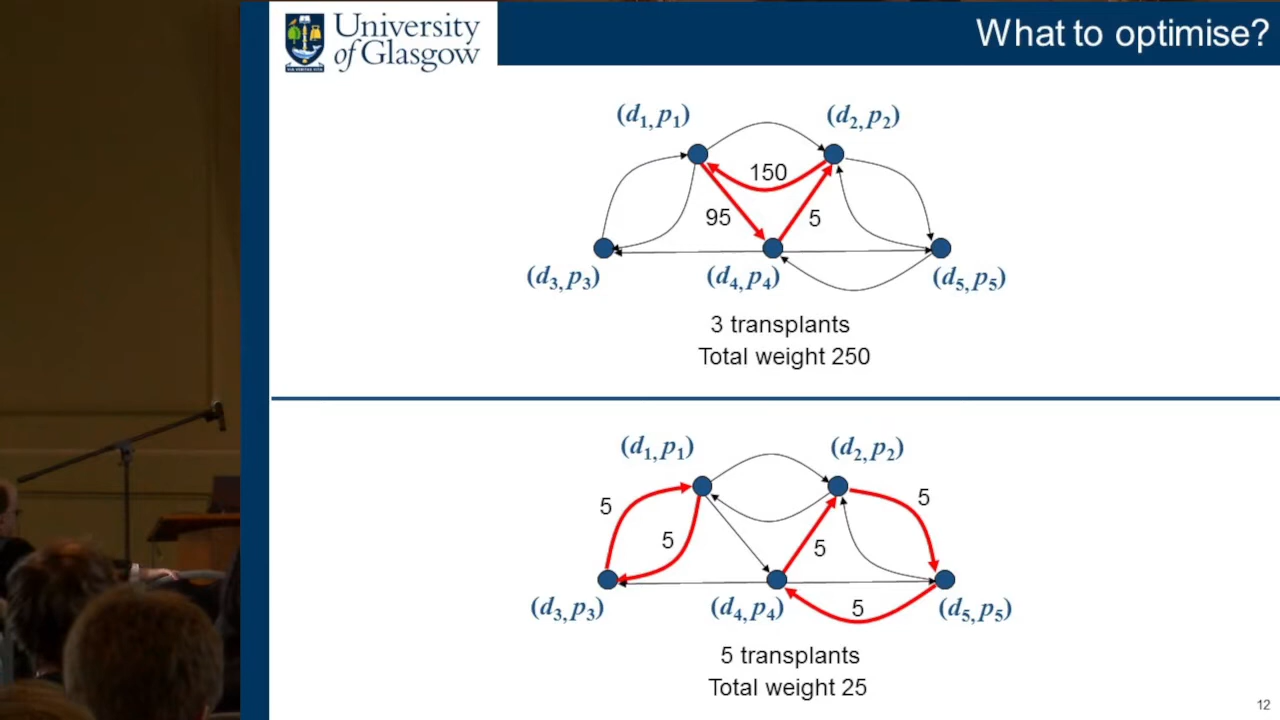 University
of Glasgow
What to optimise?
(d1,p1)
(d2,p2)
150
95
5
(d3,p3)
(d4,p4)
(d5,p5)
3 transplants
Total weight 250
(d1,p1)
(d2,p2)
5
5
5
5
(d3,p3)
(d4,p4)
5
(d5,p5)
5 transplants
Total weight 25
12